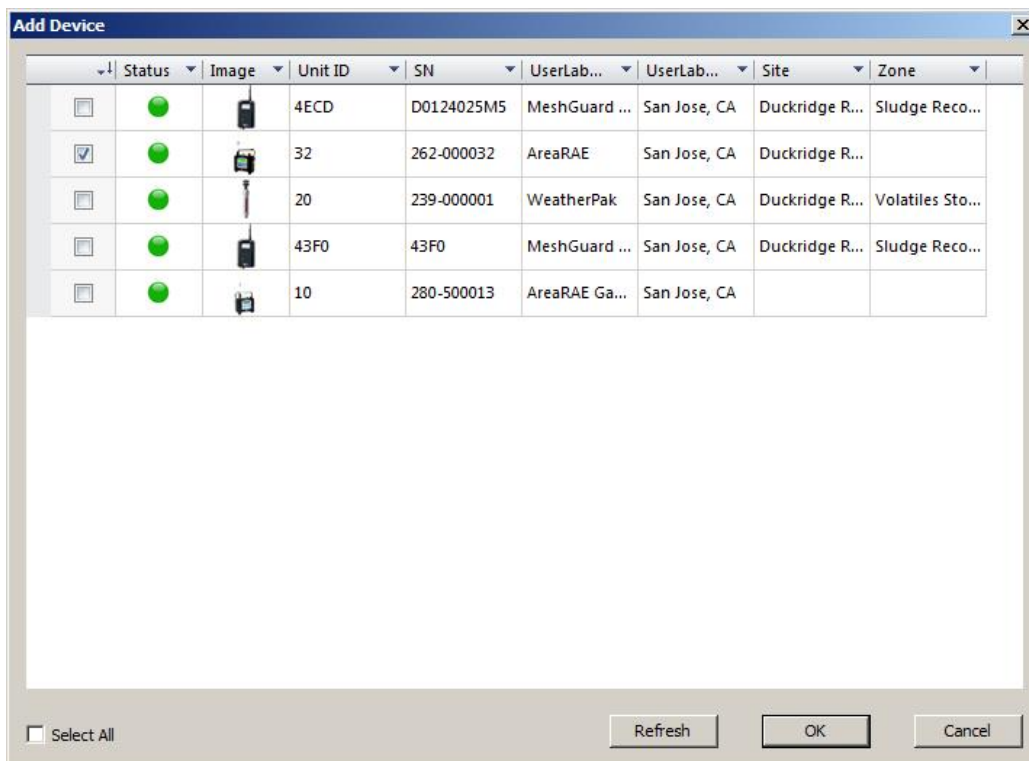 Add Device
Status Image Unit ID SN UserLab... UserLab... Site Zone
4ECD D0124025M5 MeshGuard ... San Jose, CA Duckridge R... Sludge Reco...
32 262-000032 AreaRAE San Jose, CA Duckridge R...
20 239-000001 WeatherPak San Jose, CA Duckridge R... Volatiles Sto...
43F0 43F0 MeshGuard ... San Jose, CA Duckridge R... Sludge Reco...
10 280-500013 AreaRAE Ga... San Jose, CA
Select All Refresh OK Cancel